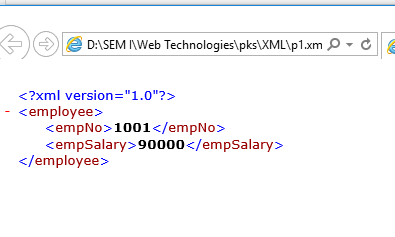 D:\SEM I\Web Technologies\pks\XML\p1.xm
<?xml version="1.0"?>
- <employee>
<empNo>1001</empNo>
<empSalary>90000</empSalary>
</employee>